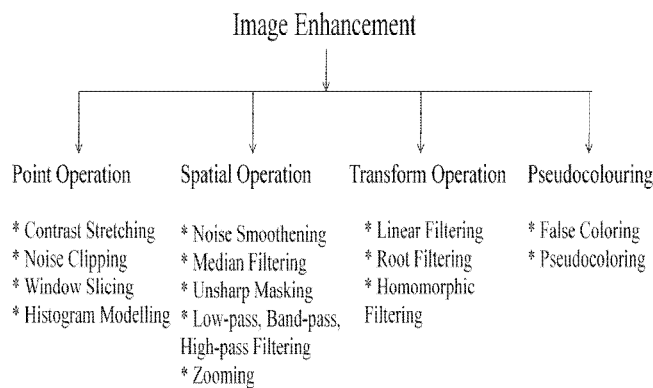 Image Enhancement
Point Operation
* Contrast Stretching
* Noise Clipping
* Window Slicing
* Histogram Modelling
Spatial Operation
* Noise Smoothening
* Median Filtering
* Unsharp Masking
* Low-pass, Band-pass,
High-pass Filtering
* Zooming
Transform Operation
* Linear Filtering
* Root Filtering
* Homomorphic
Filtering
Pseudocolouring
* False Coloring
* Pseudocoloring